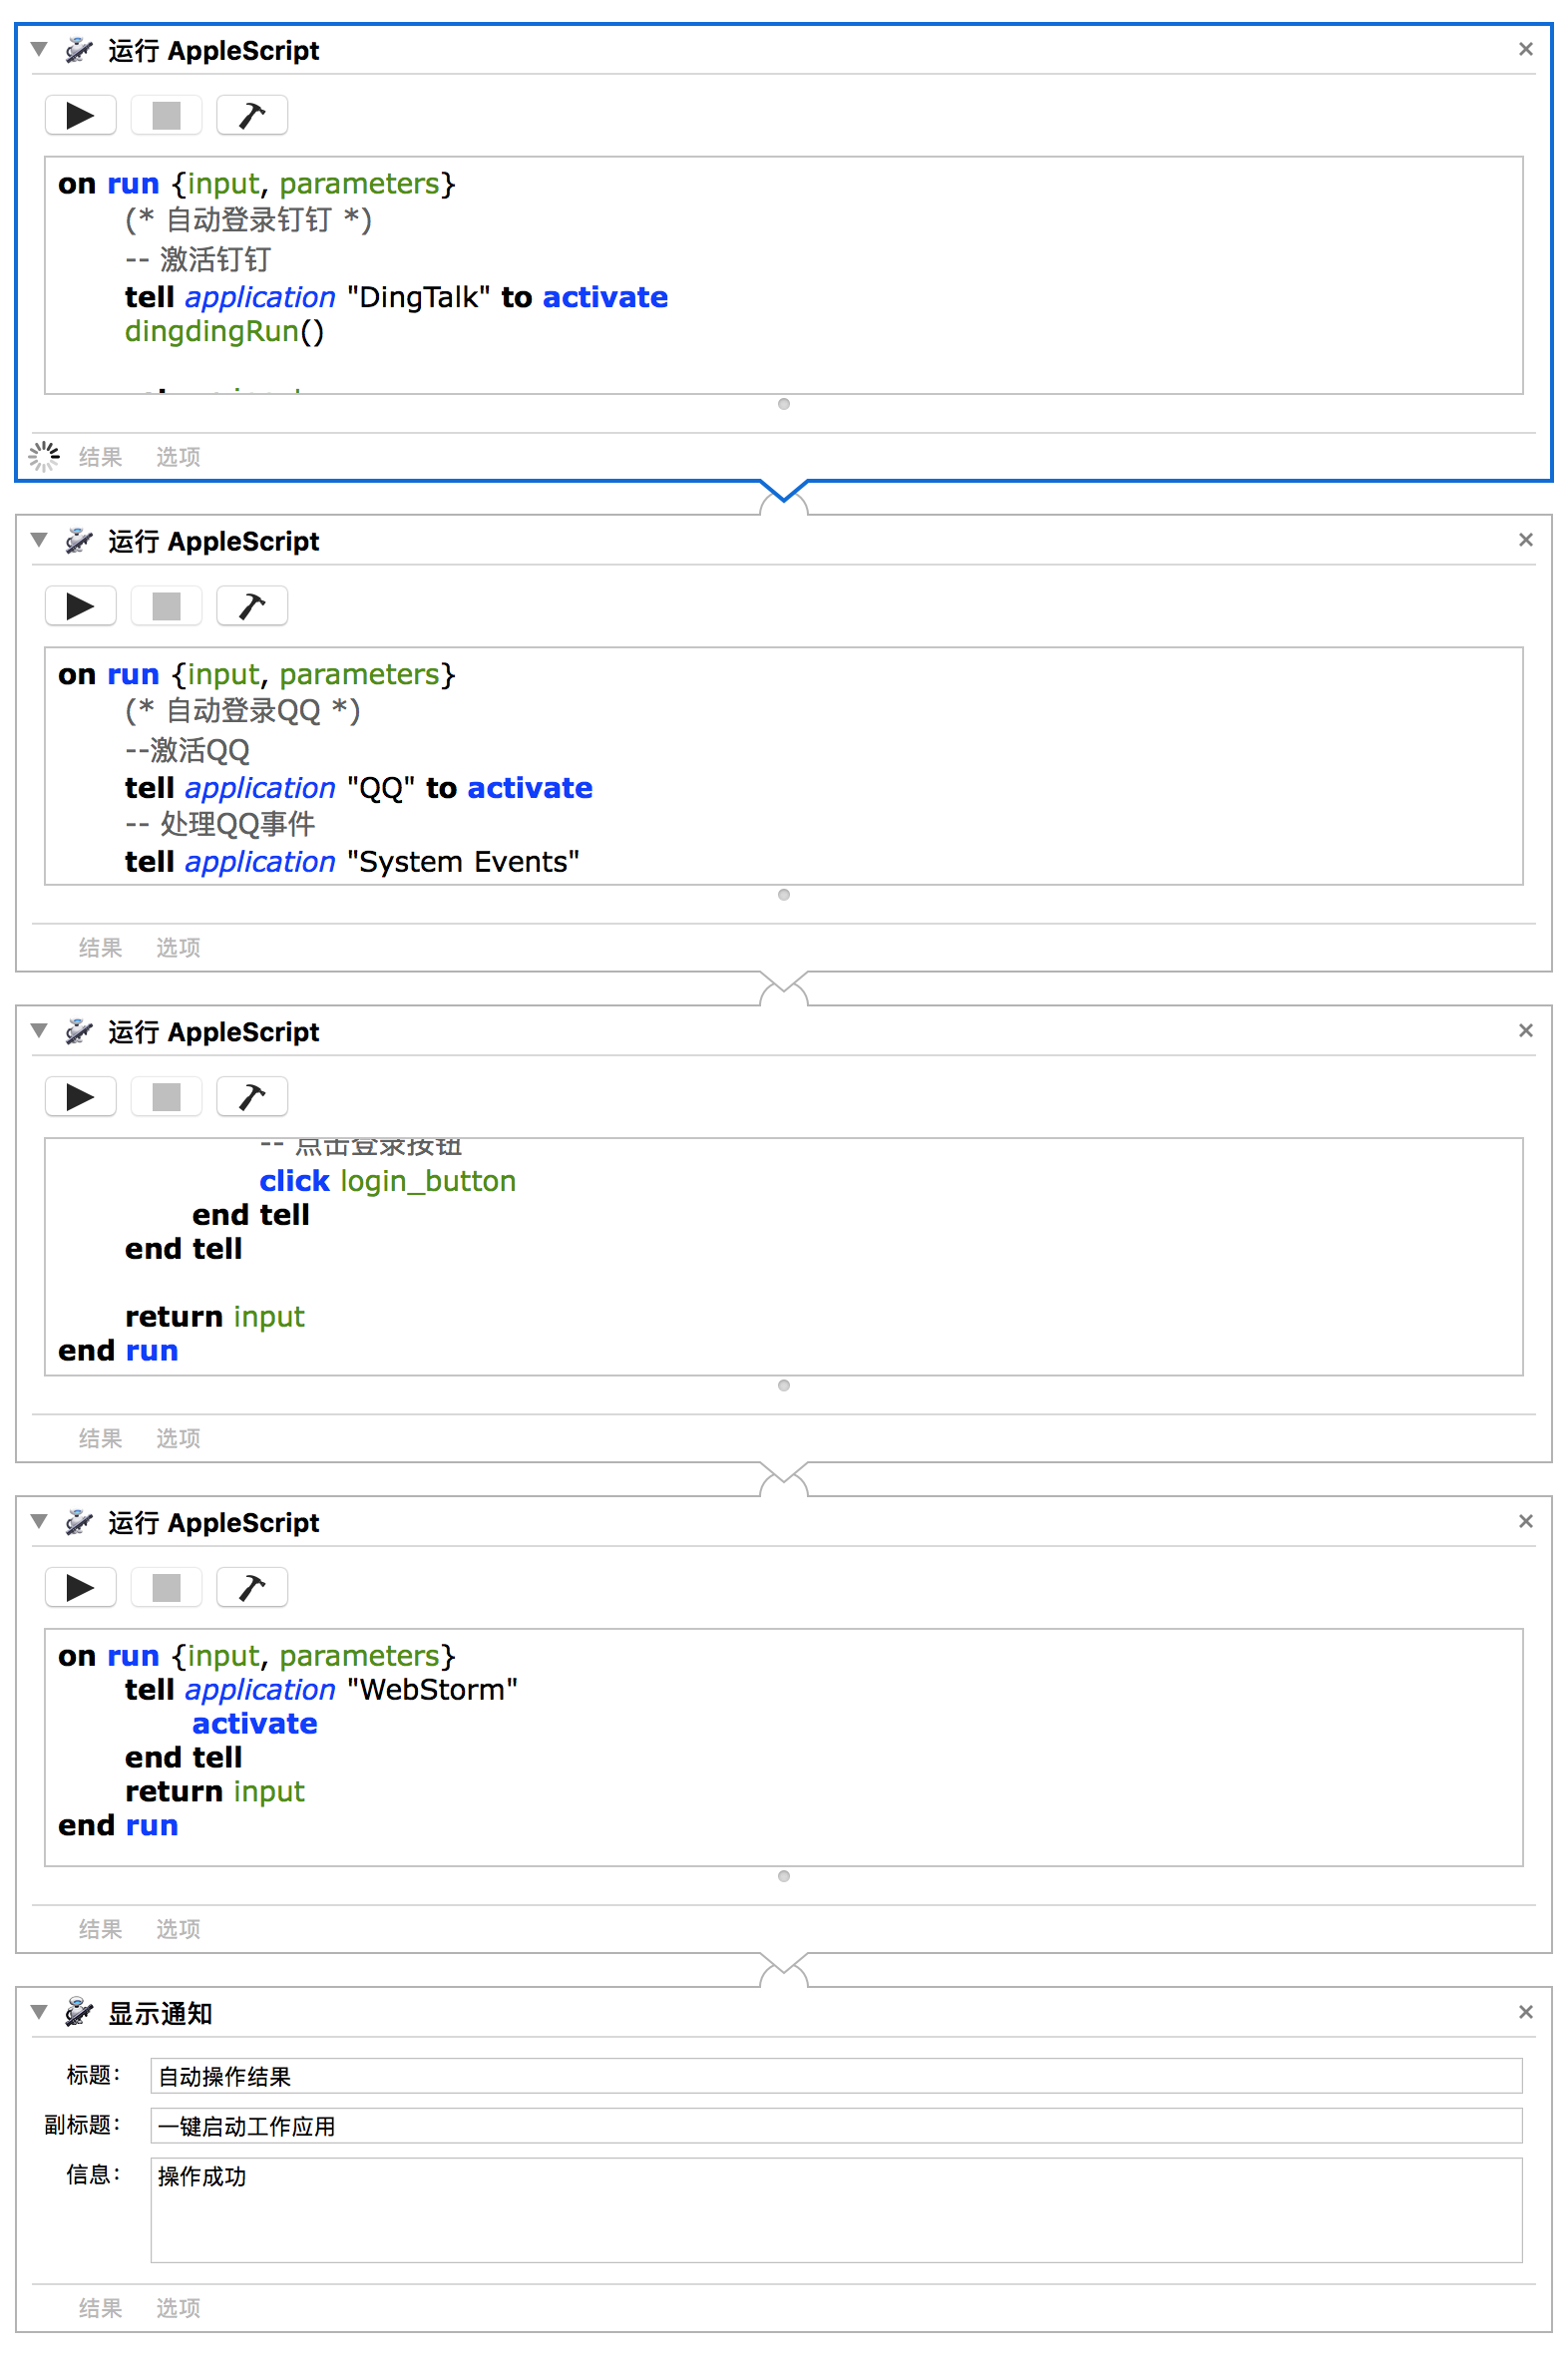 运行 AppleScript
on run {input, parameters}
(* 自动登录钉钉 *)
-- 激活钉钉
tell application "DingTalk" to activate
dingdingRun()
结果 选项
运行 AppleScript
on run {input, parameters}
(* 自动登录QQ *)
--激活QQ
tell application "QQ" to activate
-- 处理QQ事件
tell application "System Events"
结果 选项
运行 AppleScript
-- 点击登录按钮
click login_button
end tell
end tell
return input
end run
结果 选项
运行 AppleScript
on run {input, parameters}
tell application "WebStorm"
activate
end tell
return input
end run
结果 选项
显示通知
标题： 自动操作结果
副标题： 一键启动工作应用
信息： 操作成功
结果 选项